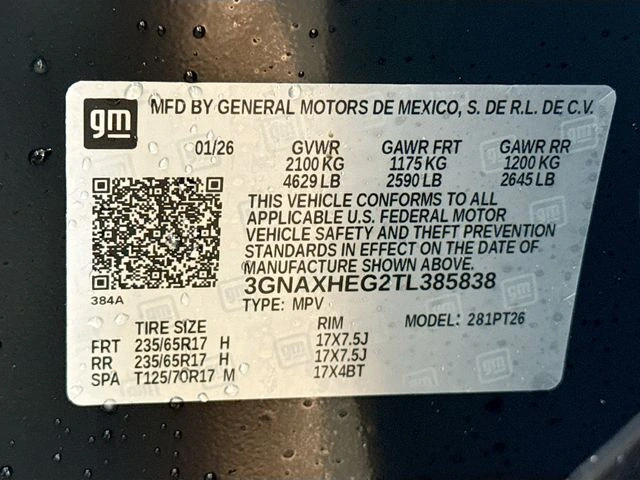 gm MFD BY GENERAL MOTORS DE MEXICO, S. DE R.L. DE C.V.
01/26 GVWR GAWR FRT GAWR RR
2100 KG 1175 KG 1200 KG
4629 LB 2590 LB 2645 LB
THIS VEHICLE CONFORMS TO ALL
APPLICABLE U.S. FEDERAL MOTOR
VEHICLE SAFETY AND THEFT PREVENTION
STANDARDS IN EFFECT ON THE DATE OF
MANUFACTURE SHOWN ABOVE.
384A
3GNAXHEG2TL385838
TYPE: MPV
TIRE SIZE RIM MODEL: 281PT26
FRT 235/65R17 H 17X7.5J
RR 235/65R17 H 17X7.5J
SPA T125/70R17 M 17X4BT